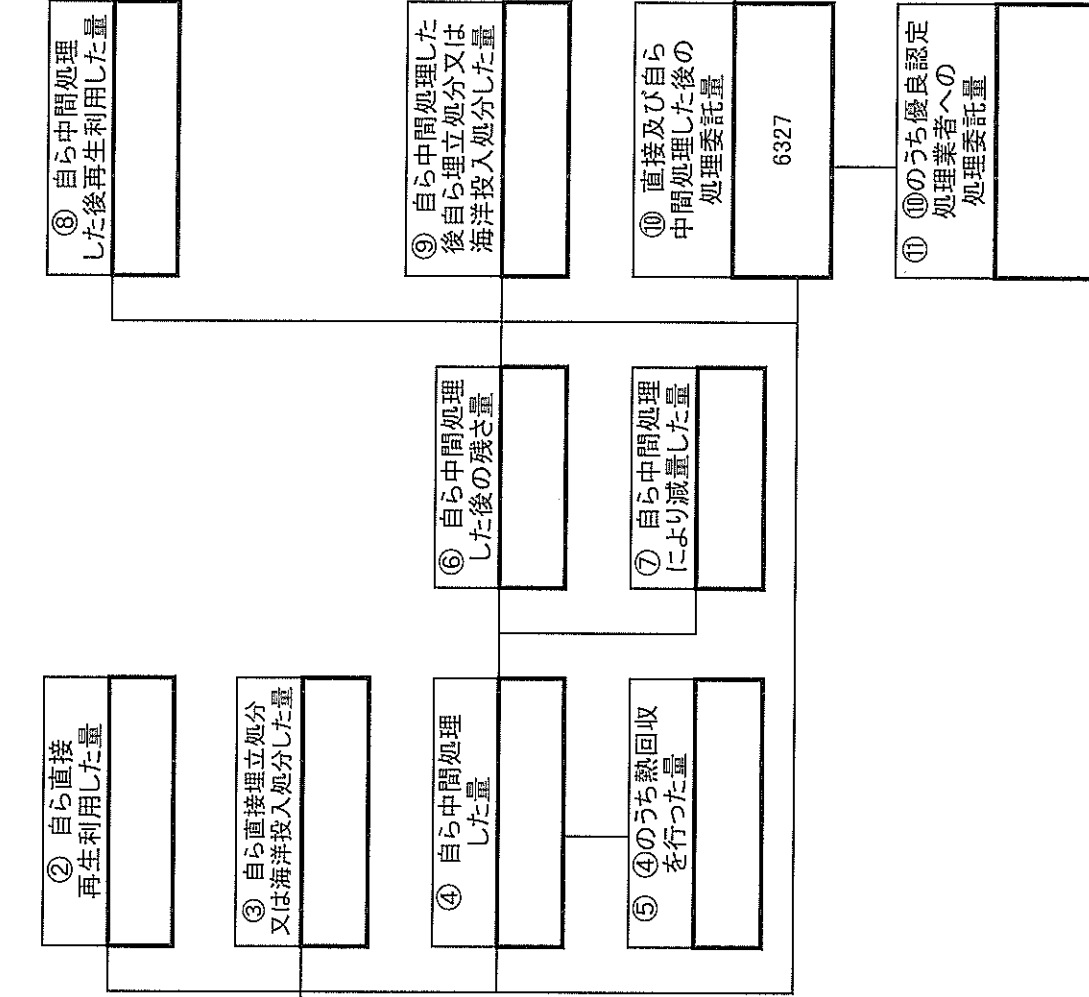 ② 自ら直接
再生利用した量
③ 自ら直接埋立処分
又は海洋投入処分した量
④ 自ら中間処理
した量
⑤ ④のうち熱回収
を行った量
⑥ 自ら中間処理
した後の残さ量
⑦ 自ら中間処理
により減量した量
⑧ 自ら中間処理
した後再生利用した量
⑨ 自ら中間処理した
後自ら埋立処分又は
海洋投入処分した量
⑩ 直接及び自ら
中間処理した後の
処理委託量
6327
⑪ ⑩のうち優良認定
処理業者への
処理委託量